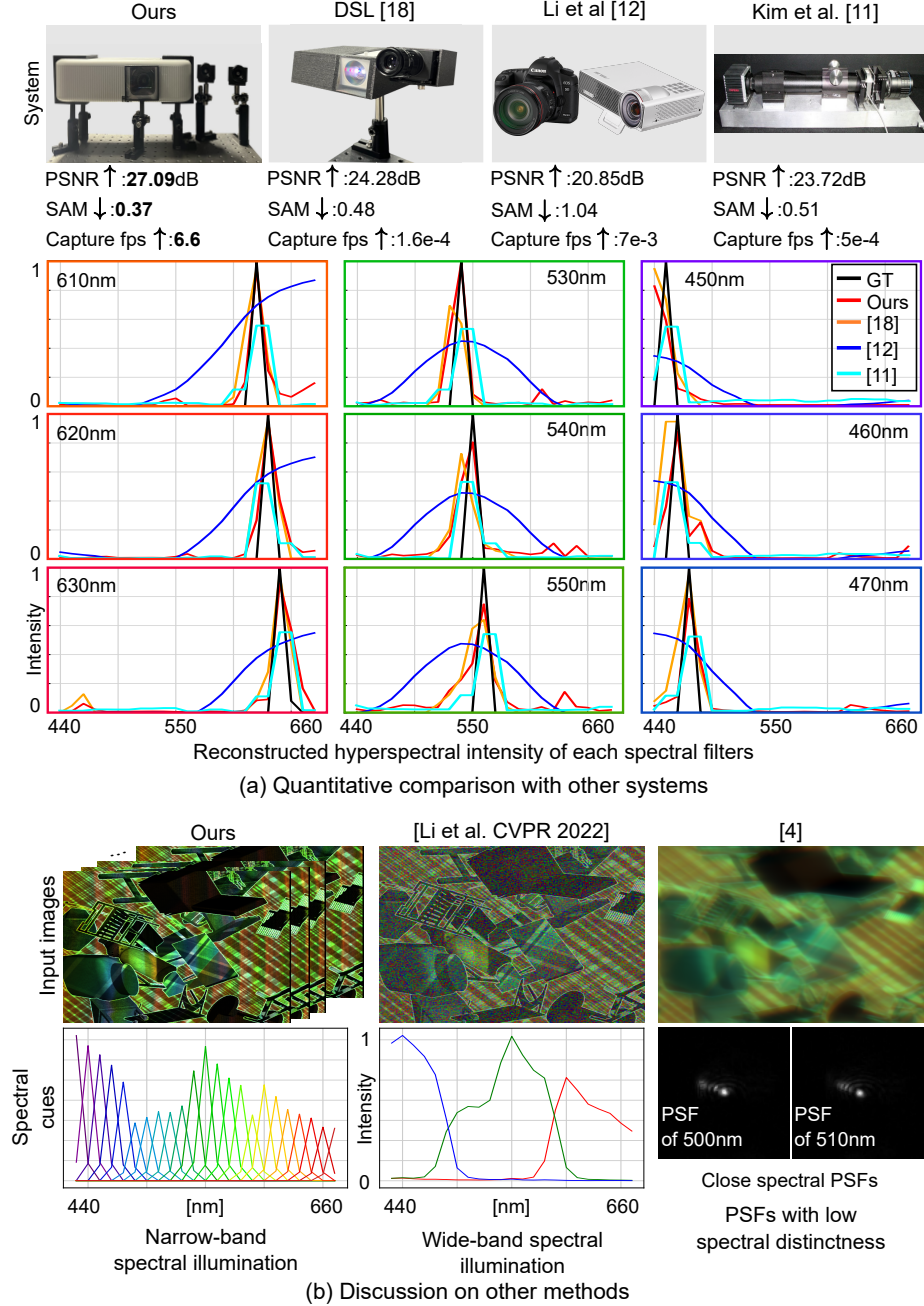 Ours
DSL [18]
Li et al [12]
Kim et al. [11]
System
CANON
PSNR ↑:27.09dB
SAM ↓:0.37
Capture fps ↑:6.6
PSNR ↑:24.28dB
SAM ↓:0.48
Capture fps ↑:1.6e-4
PSNR ↑:20.85dB
SAM ↓:1.04
Capture fps ↑:7e-3
PSNR ↑:23.72dB
SAM ↓:0.51
Capture fps ↑:5e-4
1
610nm
0
530nm
450nm
GT
Ours
[18]
[12]
[11]
1
620nm
0
540nm
460nm
1
630nm
Intensity
0
550nm
470nm
440 550 660
440 550 660
440 550 660
Reconstructed hyperspectral intensity of each spectral filters
(a) Quantitative comparison with other systems
Ours
[Li et al. CVPR 2022]
[4]
Input images
...
Spectral
cues
440 [nm] 660
Narrow-band
spectral illumination
1
Intensity
0
440 [nm] 660
Wide-band spectral
illumination
PSF
of 500nm
PSF
of 510nm
Close spectral PSFs
PSFs with low
spectral distinctness
(b) Discussion on other methods